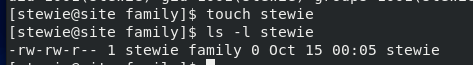 [stewie@site family]$ touch stewie
[stewie@site family]$ ls -l stewie
-rw-rw-r-- 1 stewie family 0 Oct 15 00:05 stewie